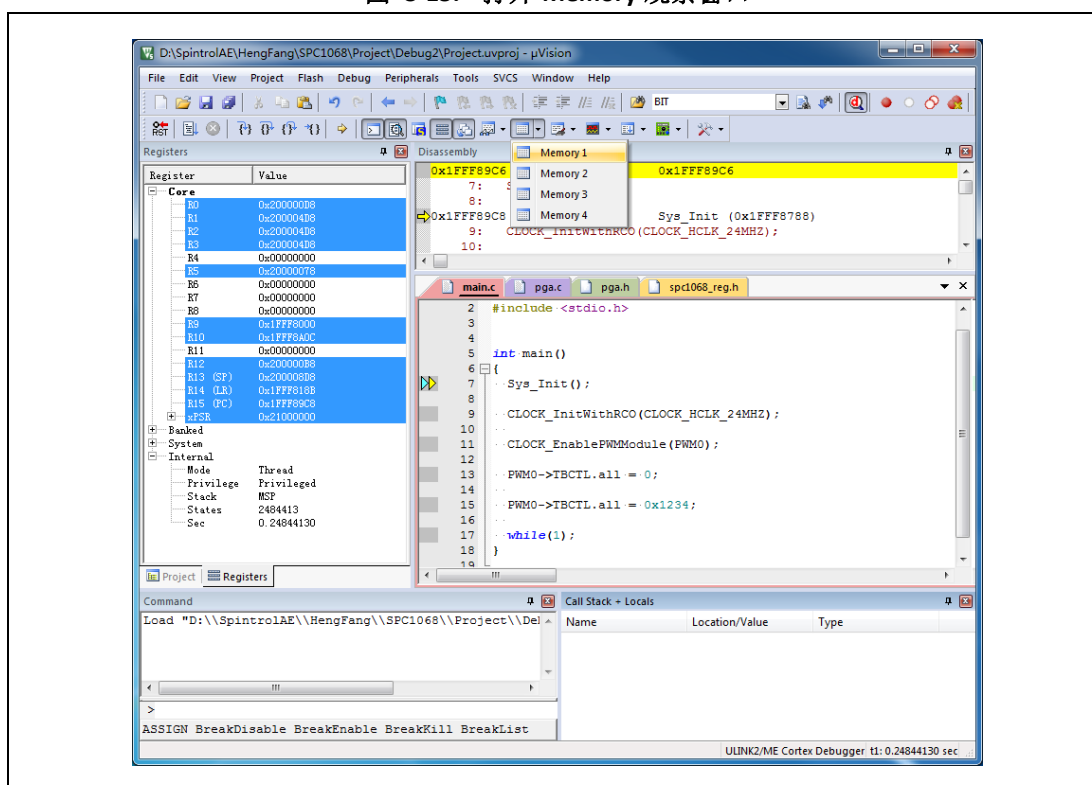 D:\SpintrolAE\HengFang\SPC1068\Project\Debug2\Project.uvproj - µVision
File Edit View Project Flash Debug Peripherals Tools SVCS Window Help
BIT
RST
Registers
Register Value
Core
R0 0x200000D8
R1 0x200004D8
R2 0x200004D8
R3 0x200004D8
R4 0x00000000
R5 0x20000078
R6 0x00000000
R7 0x00000000
R8 0x00000000
R9 0x1FFF8000
R10 0x1FFF8A0C
R11 0x00000000
R12 0x200000B8
R13 (SP) 0x200008D8
R14 (LR) 0x1FFF818B
R15 (PC) 0x1FFF89C8
xPSR 0x21000000
Banked
System
Internal
Mode Thread
Privilege Privileged
Stack MSP
States 2484413
Sec 0.24844130
Project Registers
Disassembly
0x1FFF89C6 0x1FFF89C6
7: S
8:
0x1FFF89C8 Sys_Init (0x1FFF8788)
9: CLOCK_InitWithRCO(CLOCK_HCLK_24MHZ);
10:
Memory 1
Memory 2
Memory 3
Memory 4
main.c pga.c pga.h spc1068_reg.h
2 #include <stdio.h>
3
4
5 int main()
6 {
7 Sys_Init();
8
9 CLOCK_InitWithRCO(CLOCK_HCLK_24MHZ);
10
11 CLOCK_EnablePWMModule(PWM0);
12
13 PWM0->TBCTL.all = 0;
14
15 PWM0->TBCTL.all = 0x1234;
16
17 while(1);
18 }
19
Command
Load "D:\\SpintrolAE\\HengFang\\SPC1068\\Project\\Del
>
ASSIGN BreakDisable BreakEnable BreakKill BreakList
Call Stack + Locals
Name Location/Value Type
ULINK2/ME Cortex Debugger t1: 0.24844130 sec